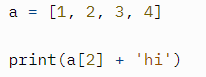 a = [1, 2, 3, 4]
print(a[2] + 'hi')